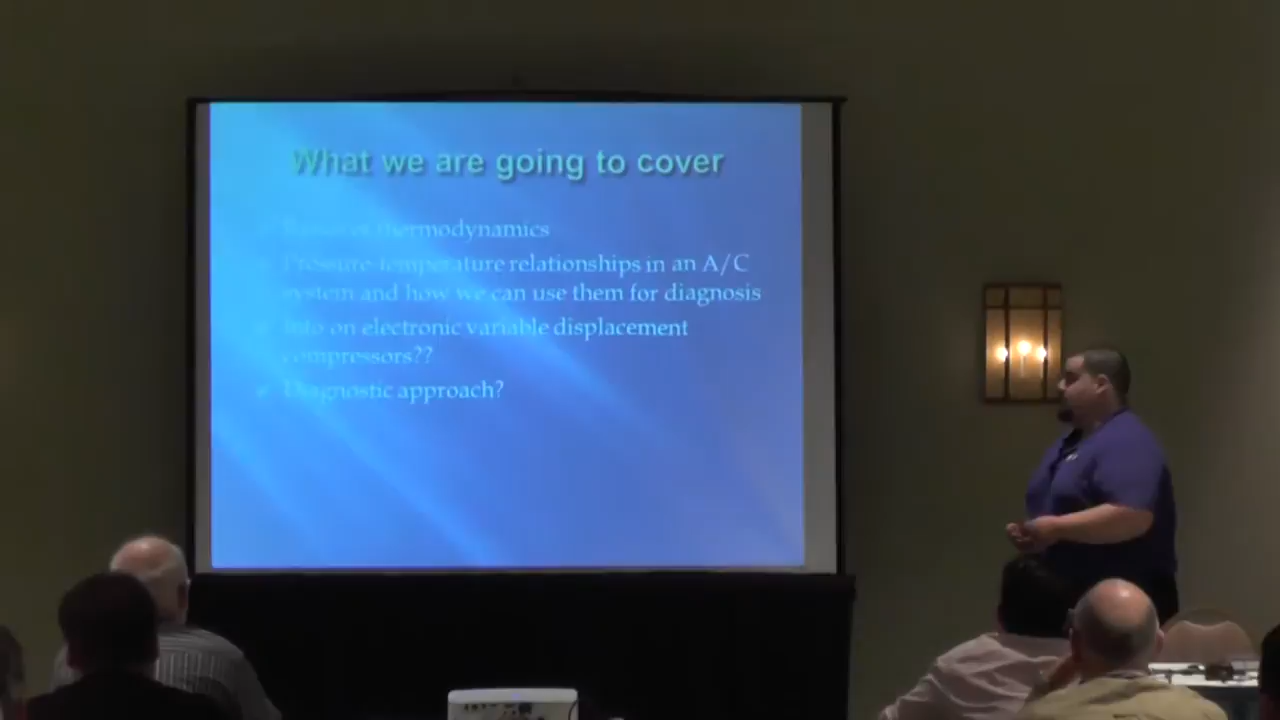 What we are going to cover
thermodynamics
Pressure-temperature relationships in an A/C
system and how we can use them for diagnosis
Info on electronic variable displacement
compressors??
Diagnostic approach?